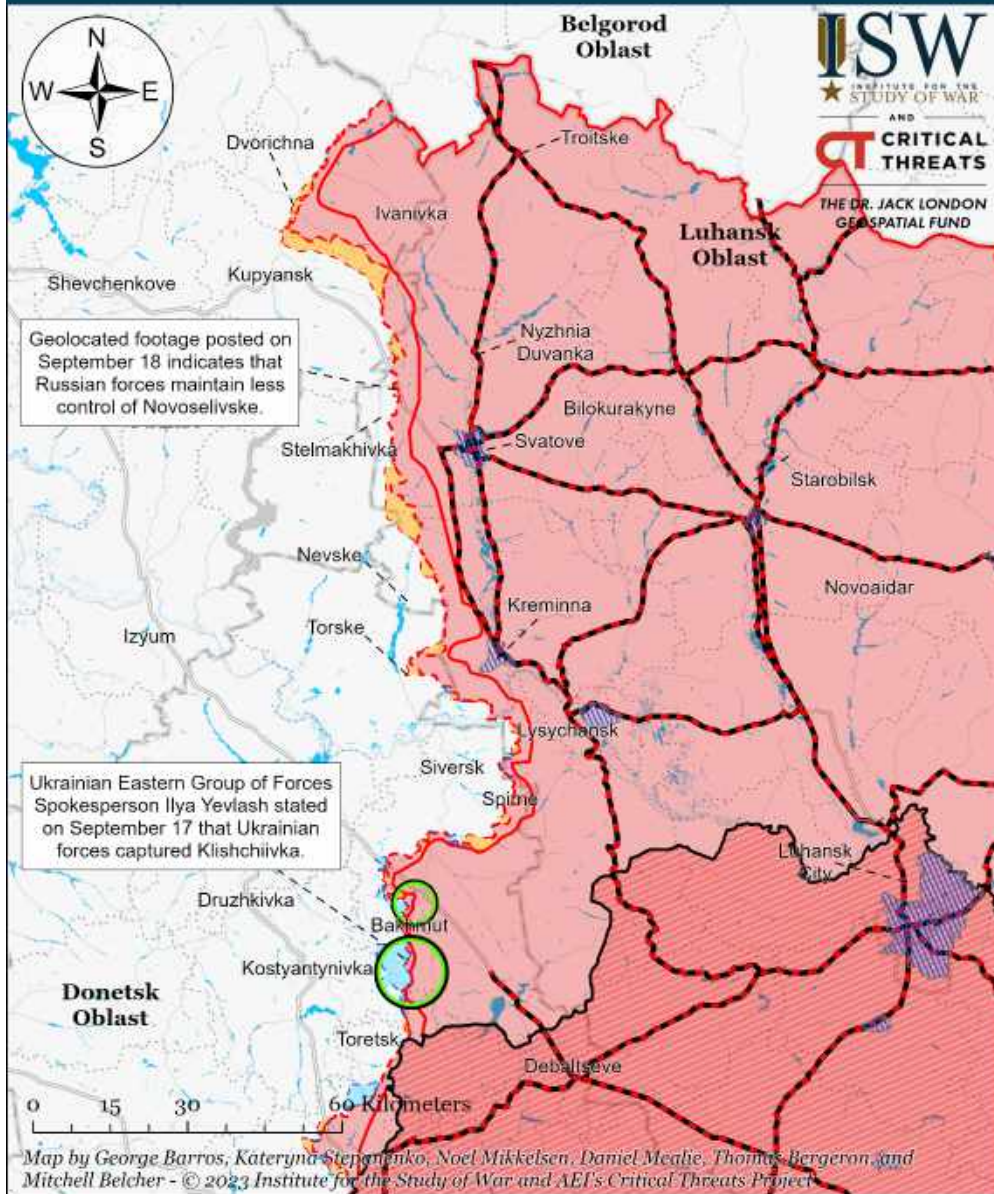 Belgorod
Oblast
ISW
INSTITUTE FOR THE
STUDY OF WAR
AND
CT CRITICAL
THREATS
THE DR. JACK LONDON
GEOSPATIAL FUND
N
W E
S
Dvorichna
Troitske
Ivanivka
Luhansk
Oblast
Shevchenkove
Kupyansk
Geolocated footage posted on
September 18 indicates that
Russian forces maintain less
control of Novoselivske.
Nyzhnia
Duvanka
Bilokurakyne
Stelmakhivka
Svatove
Starobilsk
Nevske
Novoaidar
Kreminna
Torske
Izyum
Lysychansk
Siversk
Spirne
Ukrainian Eastern Group of Forces
Spokesperson Ilya Yevlash stated
on September 17 that Ukrainian
forces captured Klishchiivka.
Luhansk
City
Druzhkivka
Bakhmut
Kostyantynivka
Donetsk
Oblast
Toretsk
Debaltseve
0 15 30 60 Kilometers
Map by George Barros, Kateryna Stepanenko, Noel Mikkelsen, Daniel Mealie, Thomas Bergeron, and
Mitchell Belcher - © 2023 Institute for the Study of War and AEI's Critical Threats Project